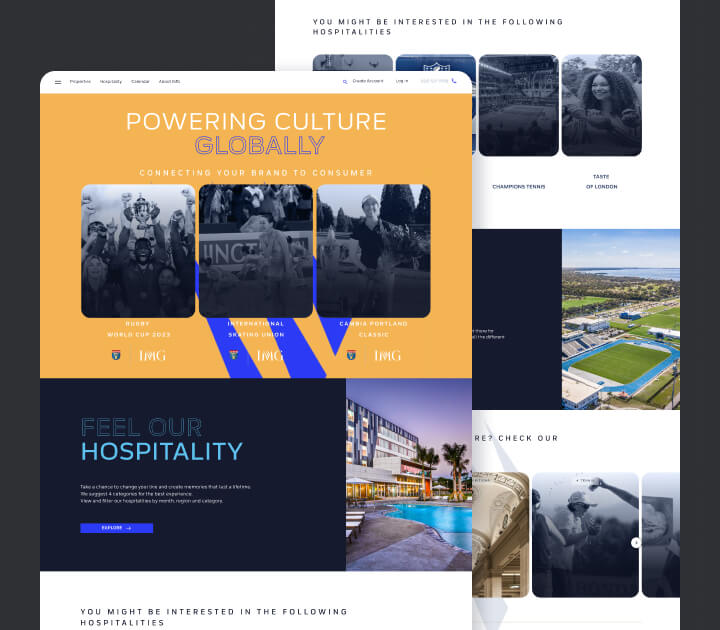 YOU MIGHT BE INTERESTED IN THE FOLLOWING
HOSPITALITIES
CHAMPIONS TENNIS
TASTE
OF LONDON
Properties Hospitality Calendar About IMG
Create Account Log In
POWERING CULTURE
GLOBALLY
CONNECTING YOUR BRAND TO CONSUMER
RUGBY
WORLD CUP 2023
INTERNATIONAL
SKATING UNION
CAMBIA PORTLAND
CLASSIC
IMG
IMG
IMG
FEEL OUR
HOSPITALITY
Take a chance to change your line and create memories that last a lifetime.
We suggest 4 categories for the best experience.
View and filter our hospitalities by month, region and category.
EXPLORE
all the different
RE? CHECK OUR
YOU MIGHT BE INTERESTED IN THE FOLLOWING
HOSPITALITIES